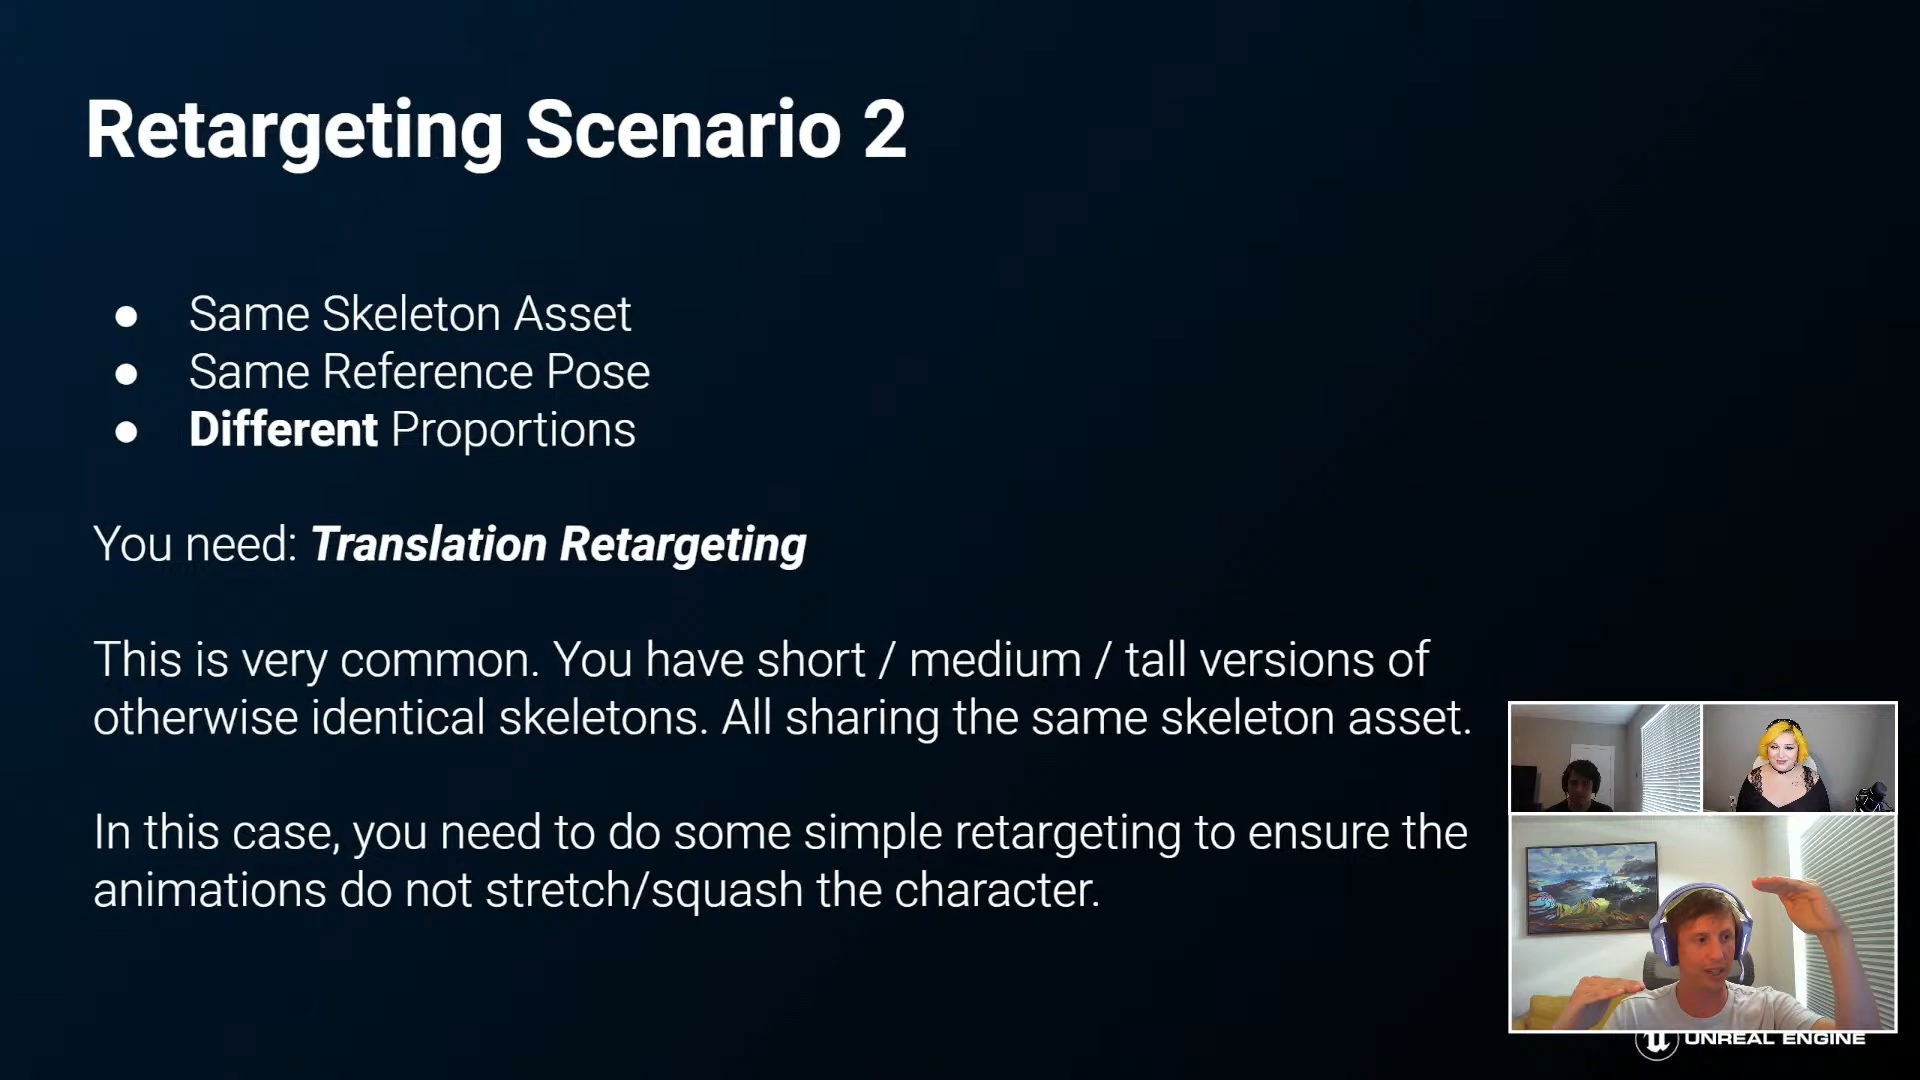 Retargeting Scenario 2
● Same Skeleton Asset
● Same Reference Pose
● Different Proportions
You need: Translation Retargeting
This is very common. You have short / medium / tall versions of
otherwise identical skeletons. All sharing the same skeleton asset.
In this case, you need to do some simple retargeting to ensure the
animations do not stretch/squash the character.
UNREAL ENGINE